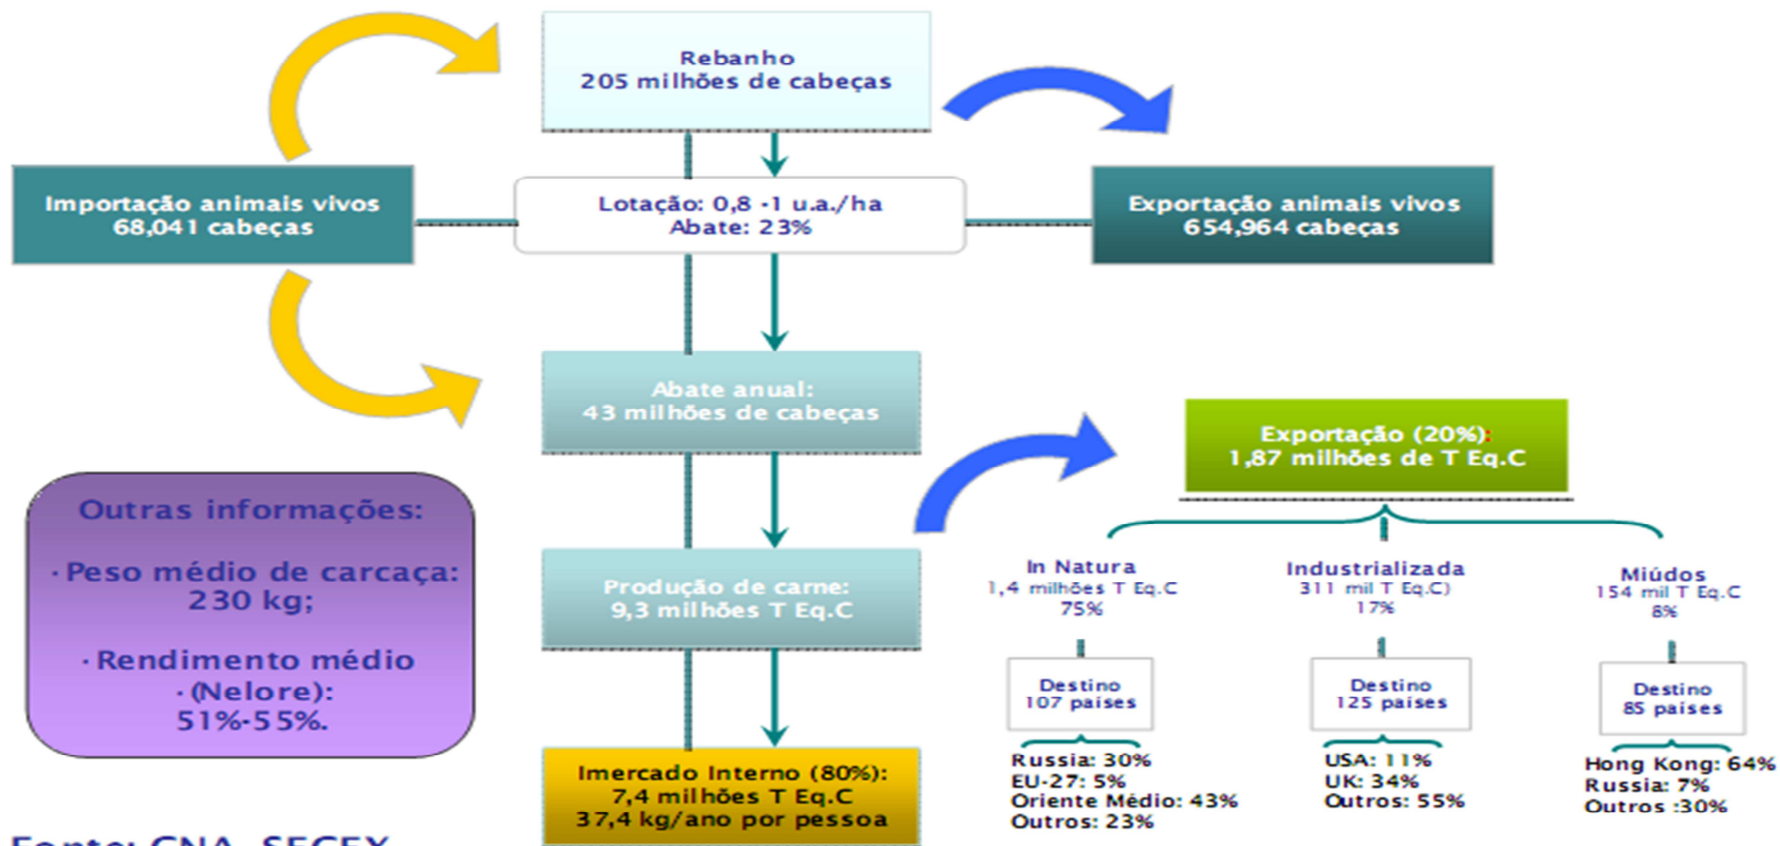 Rebanho
205 milhões de cabeças
Importação animais vivos
68,041 cabeças
Lotação: 0,8 -1 u.a./ha
Abate: 23%
Exportação animais vivos
654,964 cabeças
Abate anual:
43 milhões de cabeças
Exportação (20%):
1,87 milhões de T Eq.C
Outras informações:
·Peso médio de carcaça:
230 kg;
·Rendimento médio
·(Nelore):
51%-55%.
Produção de carne:
9,3 milhões T Eq.C
In Natura
1,4 milhões T Eq.C
75%
Industrializada
311 mil T Eq.C)
17%
Miúdos
154 mil T Eq.C
8%
Destino
107 países
Destino
125 países
Destino
85 países
Imercado Interno (80%):
7,4 milhões T Eq.C
37,4 kg/ano por pessoa
Russia: 30%
EU-27: 5%
Oriente Médio: 43%
Outros: 23%
USA: 11%
UK: 34%
Outros: 55%
Hong Kong: 64%
Russia: 7%
Outros :30%
Fonte: CNA, SECEX